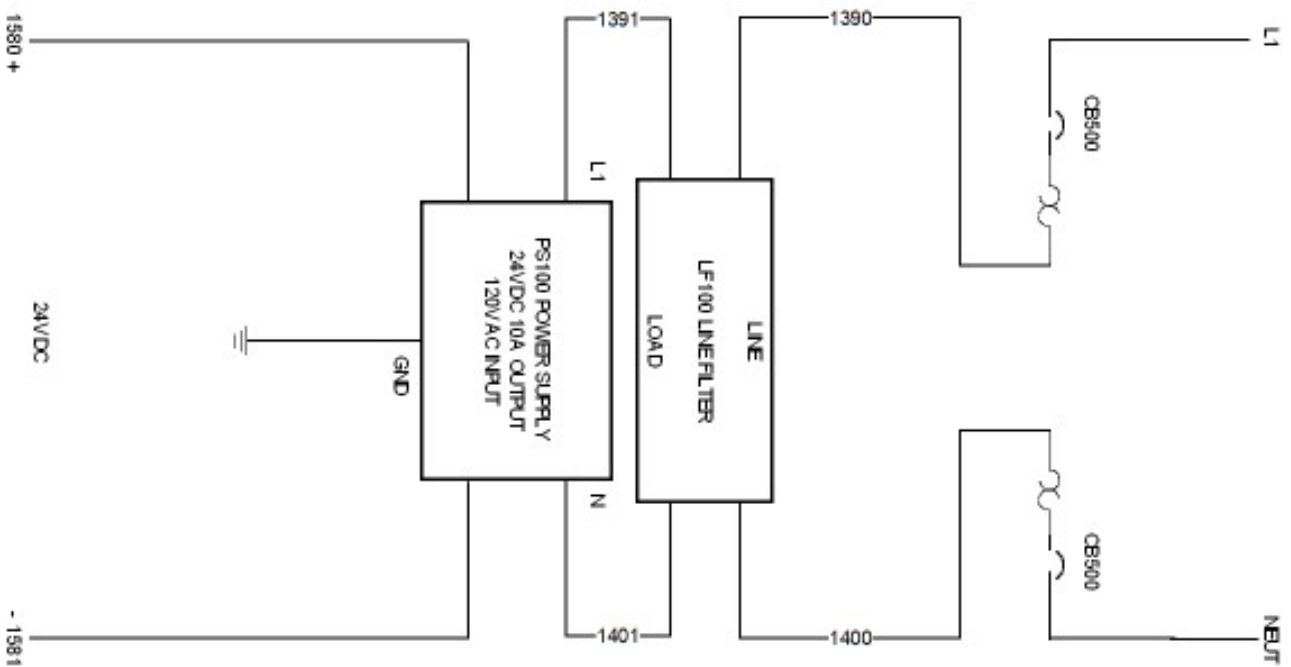 L1
NEUT
CB500
CB500
1390
1400
LINE
LF100 LINE FILTER
LOAD
1391
1401
L1
N
PS100 POWER SUPPLY
24VDC 10A OUTPUT
120VAC INPUT
GND
24VDC
1580 +
- 1581